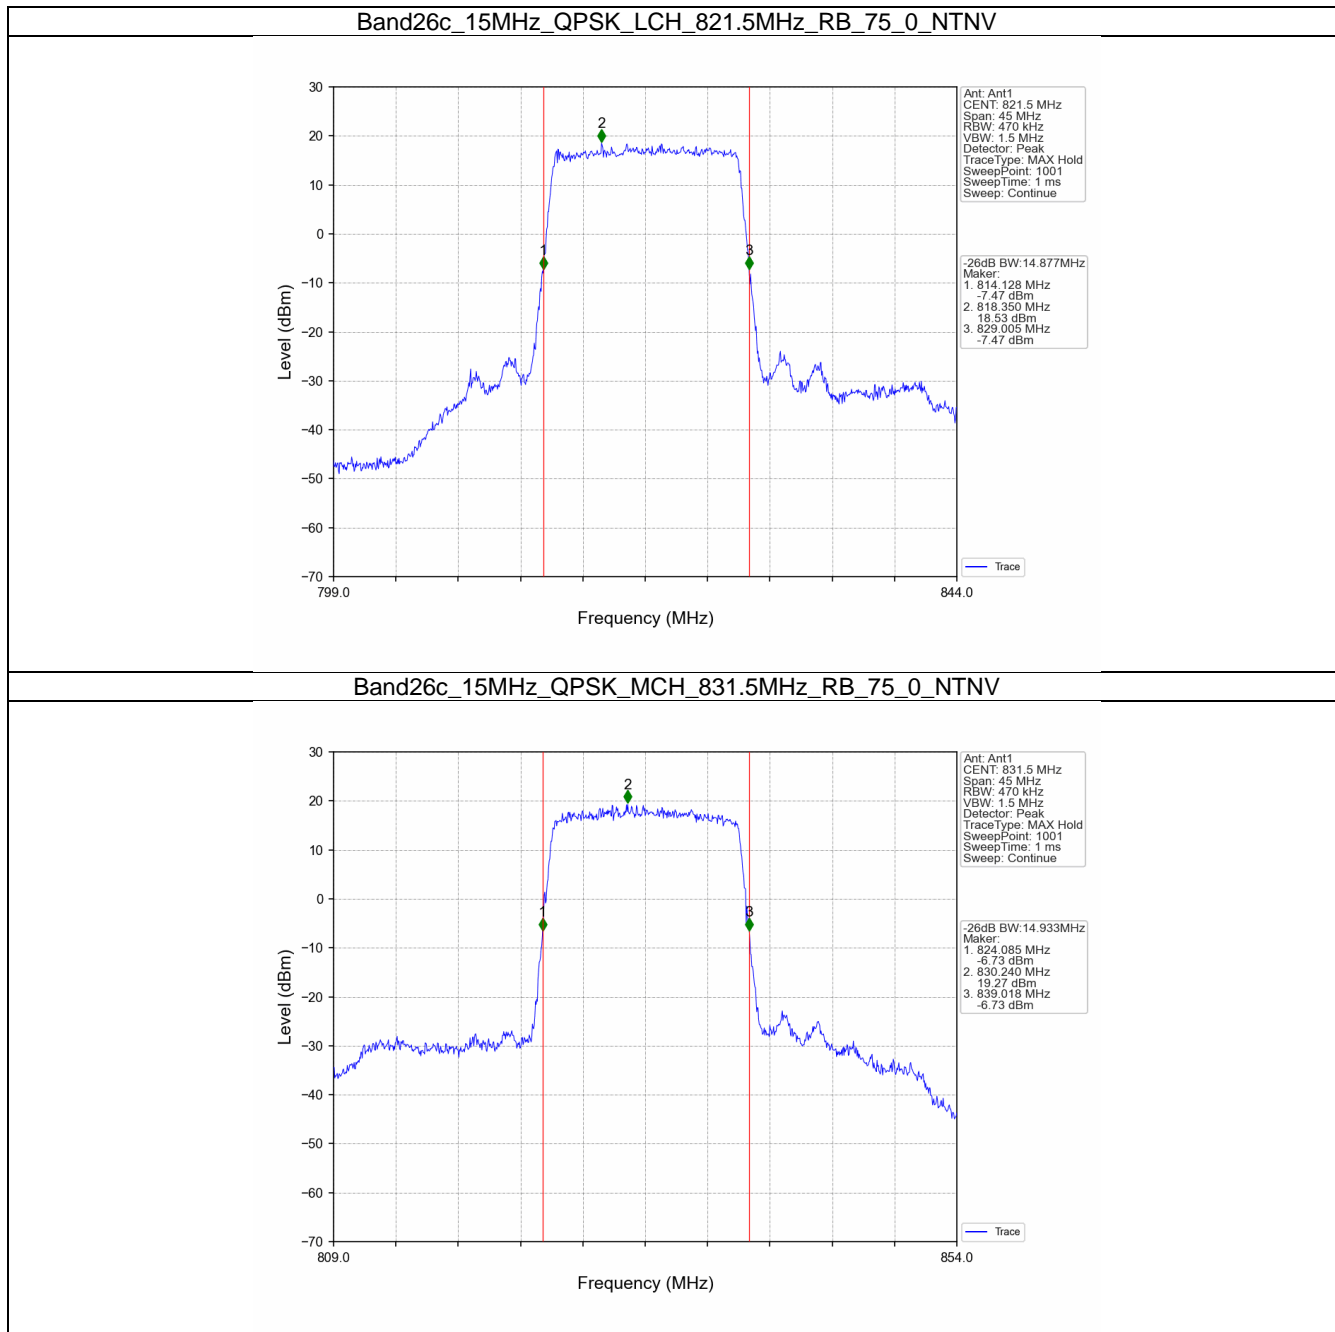 Band26c_15MHz_QPSK_LCH_821.5MHz_RB_75_0_NTNV
30
20
10
0
−10
−20
−30
−40
−50
−60
−70
Level (dBm)
799.0
844.0
Frequency (MHz)
1
2
3
Ant: Ant1
CENT: 821.5 MHz
Span: 45 MHz
RBW: 470 kHz
VBW: 1.5 MHz
Detector: Peak
TraceType: MAX Hold
SweepPoint: 1001
SweepTime: 1 ms
Sweep: Continue
-26dB BW:14.877MHz
Maker:
1. 814.128 MHz
-7.47 dBm
2. 818.350 MHz
18.53 dBm
3. 829.005 MHz
-7.47 dBm
Trace
Band26c_15MHz_QPSK_MCH_831.5MHz_RB_75_0_NTNV
30
20
10
0
−10
−20
−30
−40
−50
−60
−70
Level (dBm)
809.0
854.0
Frequency (MHz)
1
2
3
Ant: Ant1
CENT: 831.5 MHz
Span: 45 MHz
RBW: 470 kHz
VBW: 1.5 MHz
Detector: Peak
TraceType: MAX Hold
SweepPoint: 1001
SweepTime: 1 ms
Sweep: Continue
-26dB BW:14.933MHz
Maker:
1. 824.085 MHz
-6.73 dBm
2. 830.240 MHz
19.27 dBm
3. 839.018 MHz
-6.73 dBm
Trace